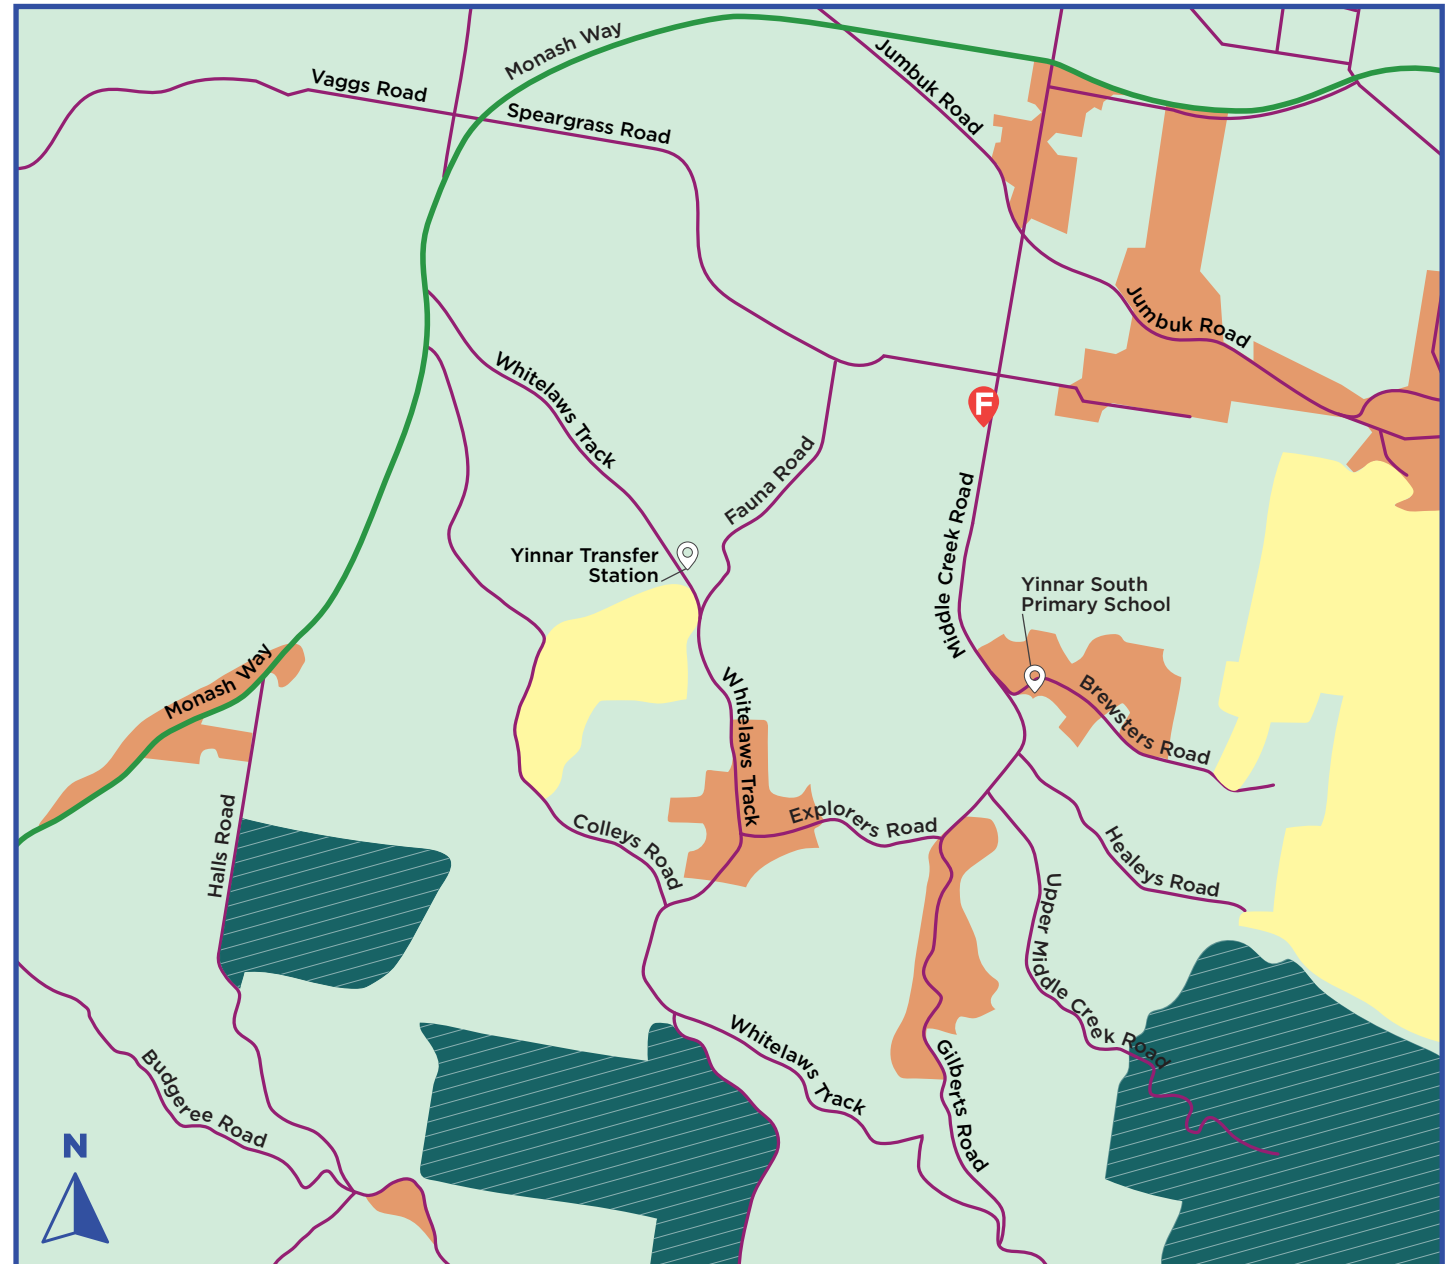 Monash Way
Vaggs Road
Speargrass Road
Jumbuk Road
Jumbuk Road
Whitelaws Track
F
Fauna Road
Middle Creek Road
Yinnar Transfer
Station
Yinnar South
Primary School
Monash Way
Whitelaws Track
Brewsters Road
Halls Road
Colleys Road
Explorers Road
Healeys Road
Upper Middle Creek Road
Whitelaws Track
Gilberts Road
Budgeree Road
N